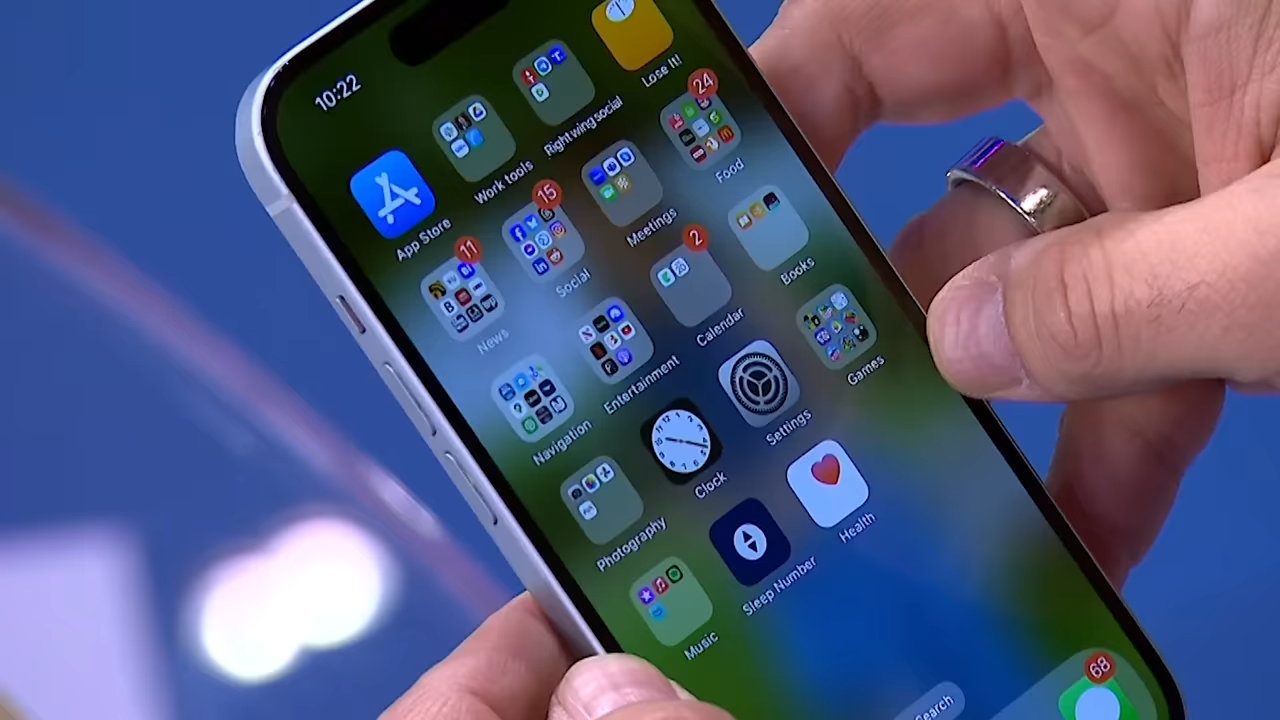 10:22
App Store
Work tools
Right wing social
Lose It!
11
News
15
Social
Meetings
24
Food
Navigation
Entertainment
2
Calendar
Books
Photography
Clock
Settings
Games
Music
Sleep Number
Health
Search
68